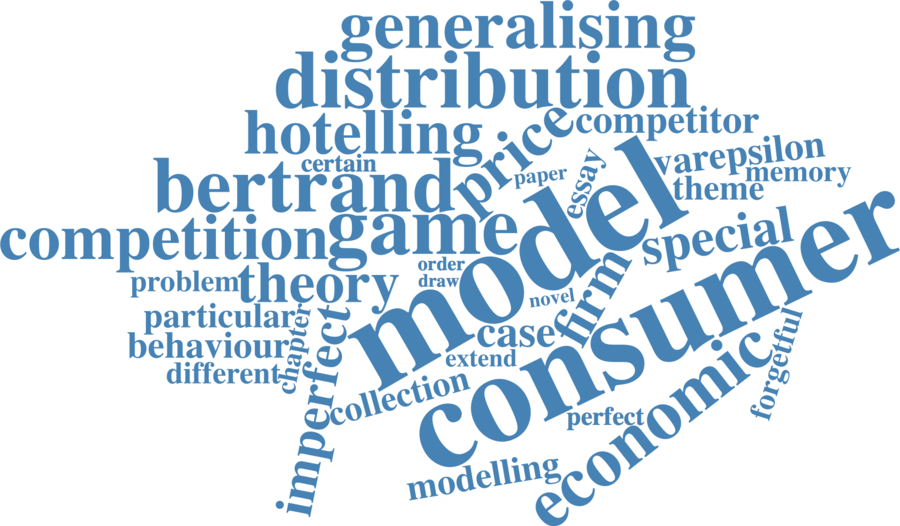 generalising
distribution
hotelling
price
competitor
certain
paper
essay
varepsilon
memory
theme
bertrand
model
competition
game
special
consumer
order
problem
theory
draw
novel
firm
particular
case
behaviour
chapter
imperfect
extend
different
collection
economic
forgetful
perfect
modelling